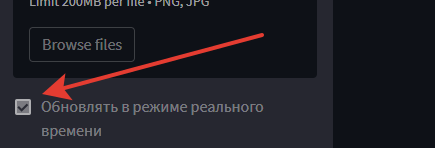 Limit 200MB per file • PNG, JPG
Browse files
Обновлять в режиме реального
времени